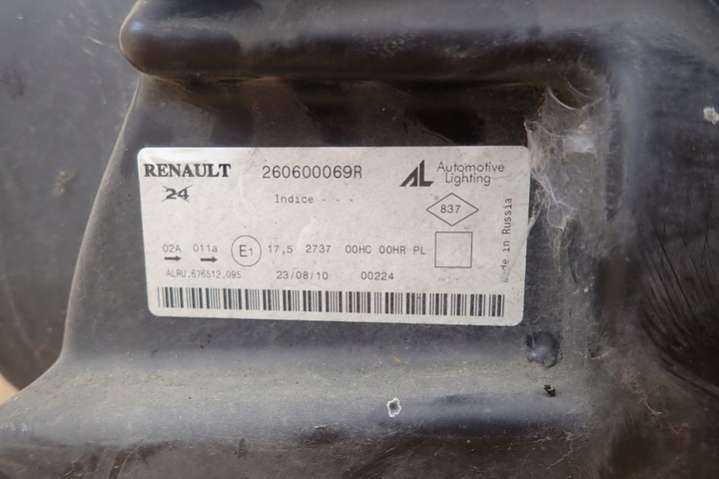 RENAULT 260600069R AL Automotive Lighting
24 Indice - - -
837
02A 011a E1 17,5 2737 00HC 00HR PL
ALRU.676512.095 23/08/10 00224
in Russia